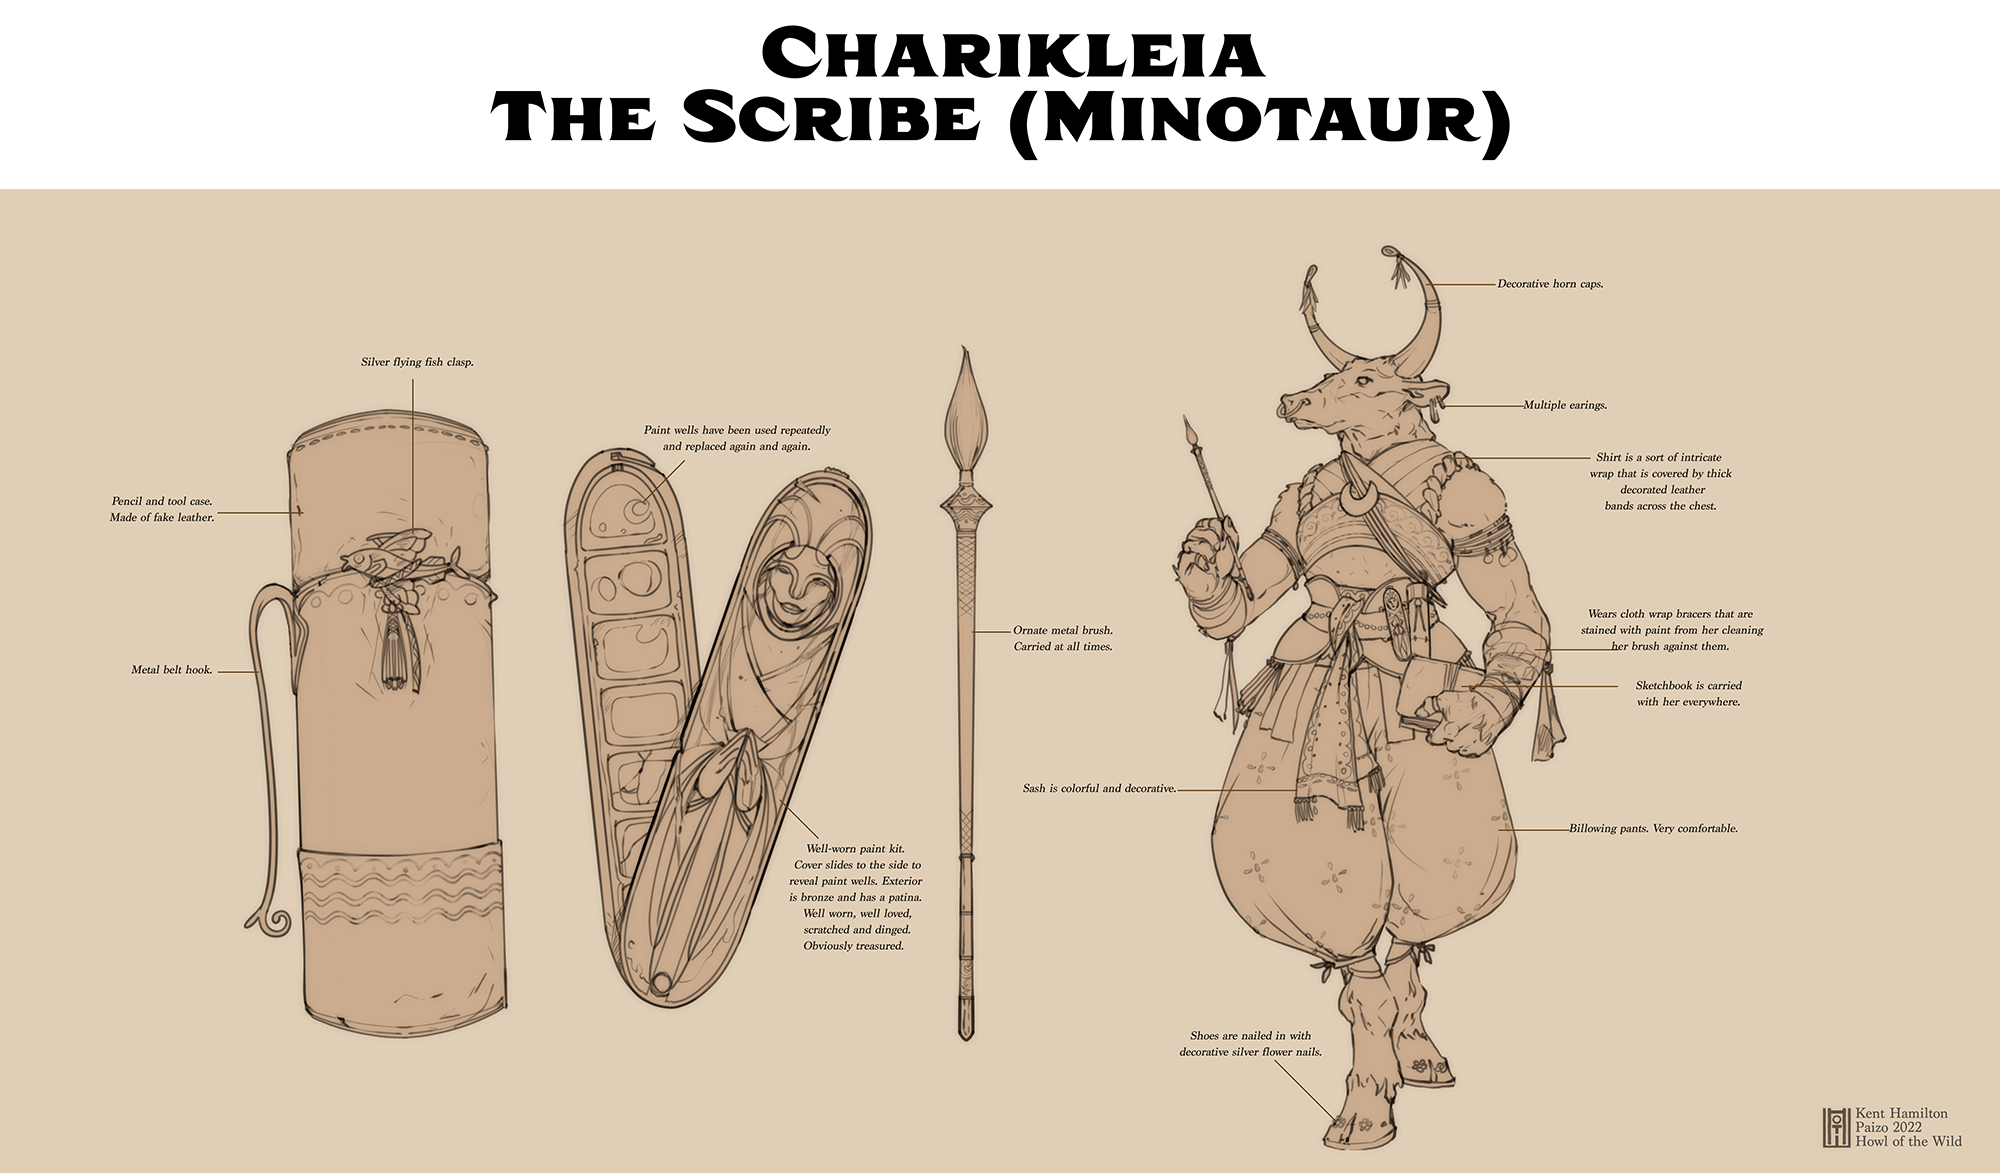 CHARIKLEIA
THE SCRIBE (MINOTAUR)
Silver flying fish clasp.
Pencil and tool case.
Made of fake leather.
Metal belt hook.
Paint wells have been used repeatedly
and replaced again and again.
Well-worn paint kit.
Cover slides to the side to
reveal paint wells. Exterior
is bronze and has a patina.
Well worn, well loved,
scratched and dinged.
Obviously treasured.
Ornate metal brush.
Carried at all times.
Decorative horn caps.
Multiple earings.
Shirt is a sort of intricate
wrap that is covered by thick
decorated leather
bands across the chest.
Wears cloth wrap bracers that are
stained with paint from her cleaning
her brush against them.
Sketchbook is carried
with her everywhere.
Sash is colorful and decorative.
Billowing pants. Very comfortable.
Shoes are nailed in with
decorative silver flower nails.
Kent Hamilton
Paizo 2022
Howl of the Wild